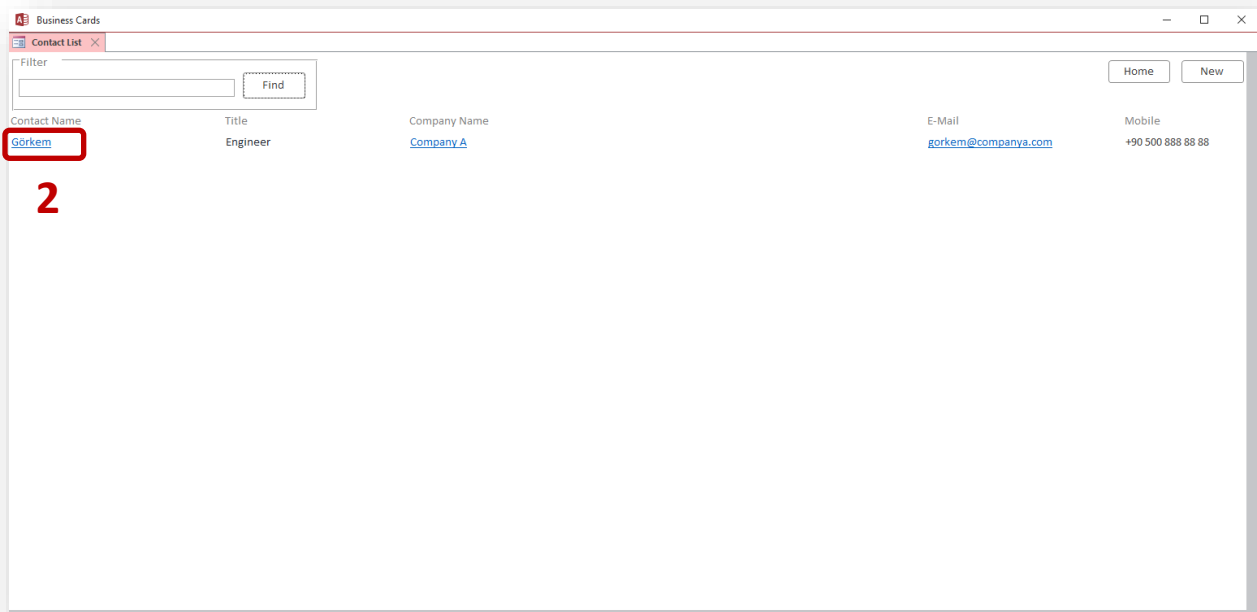 Business Cards
Contact List
Filter
Find
Home New
Contact Name Title Company Name E-Mail Mobile
Görkem Engineer Company A gorkem@companya.com +90 500 888 88 88
2